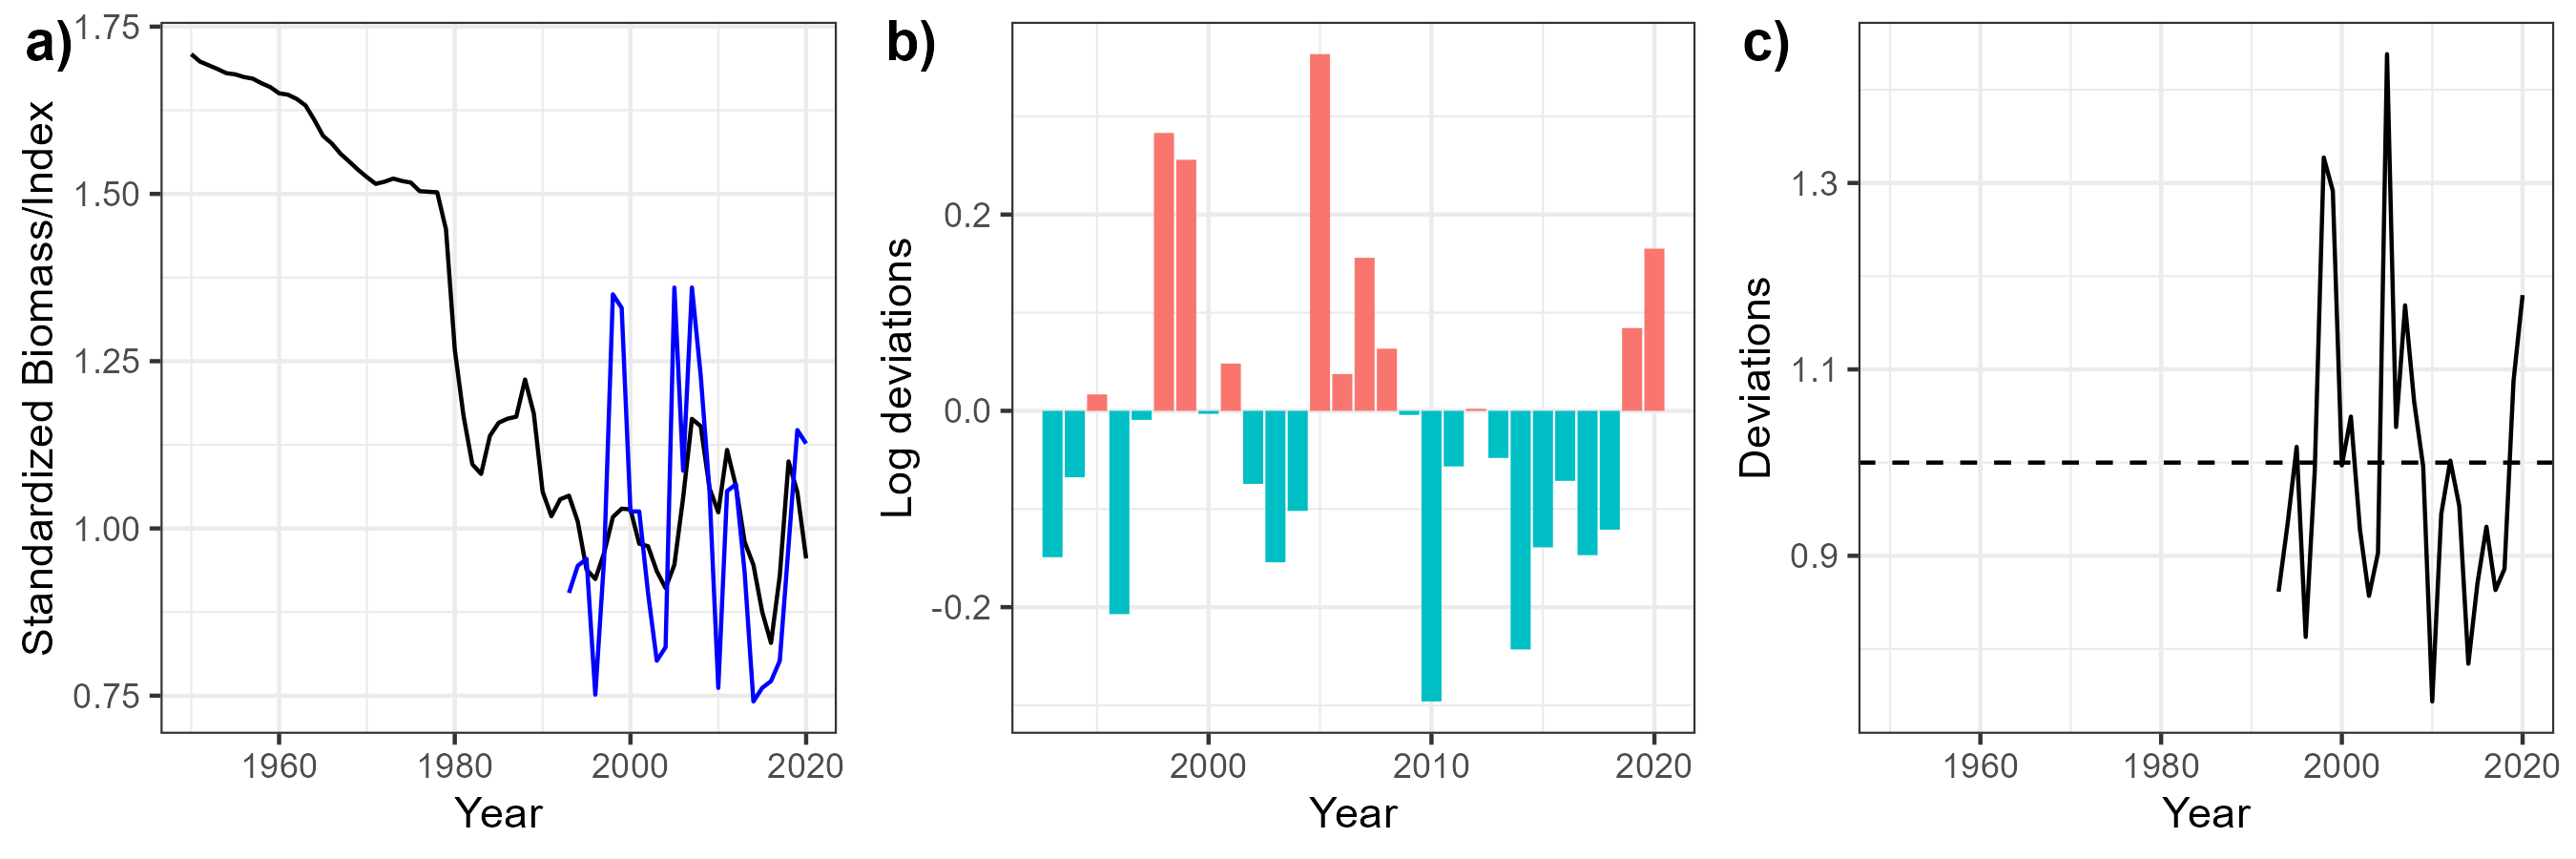 a)
Standardized Biomass/Index
1.75
1.50
1.25
1.00
0.75
1960 1980 2000 2020
Year
b)
Log deviations
0.2
0.0
-0.2
2000 2010 2020
Year
c)
Deviations
1.3
1.1
0.9
1960 1980 2000 2020
Year